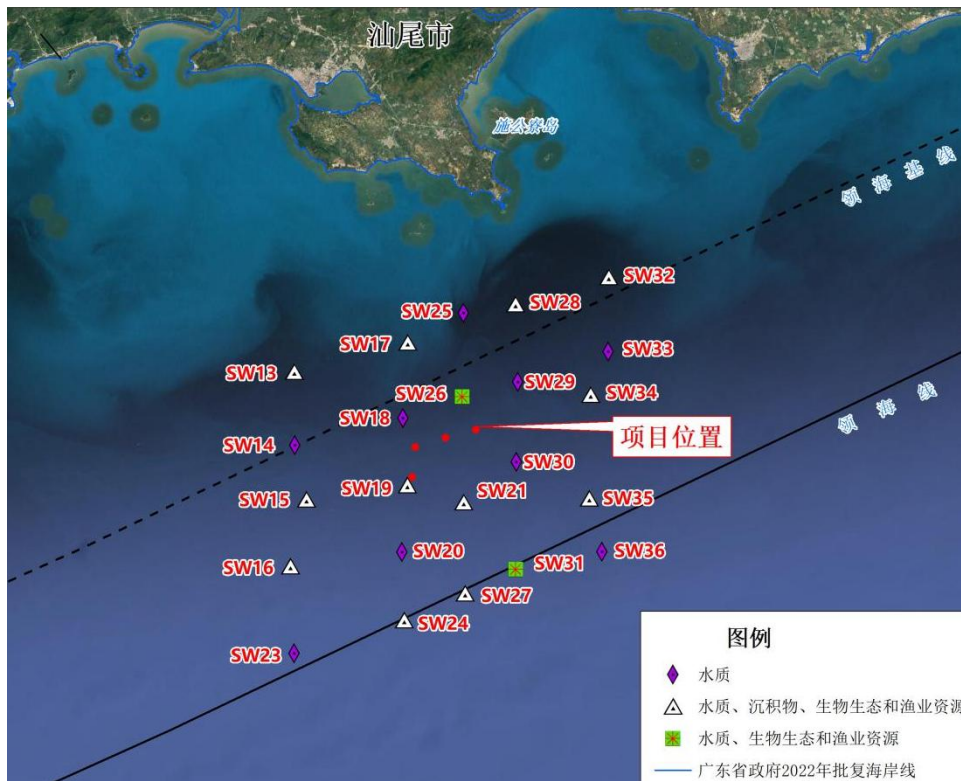 汕尾市
施公寮岛
领海基线
SW32
SW28
SW25
SW17
SW33
SW13
SW29
SW26
SW34
SW18
项目位置
领海线
SW14
SW30
SW19
SW21
SW35
SW15
SW20
SW36
SW31
SW16
SW27
SW24
SW23
图例
水质
水质、沉积物、生物生态和渔业资源
水质、生物生态和渔业资源
广东省政府2022年批复海岸线